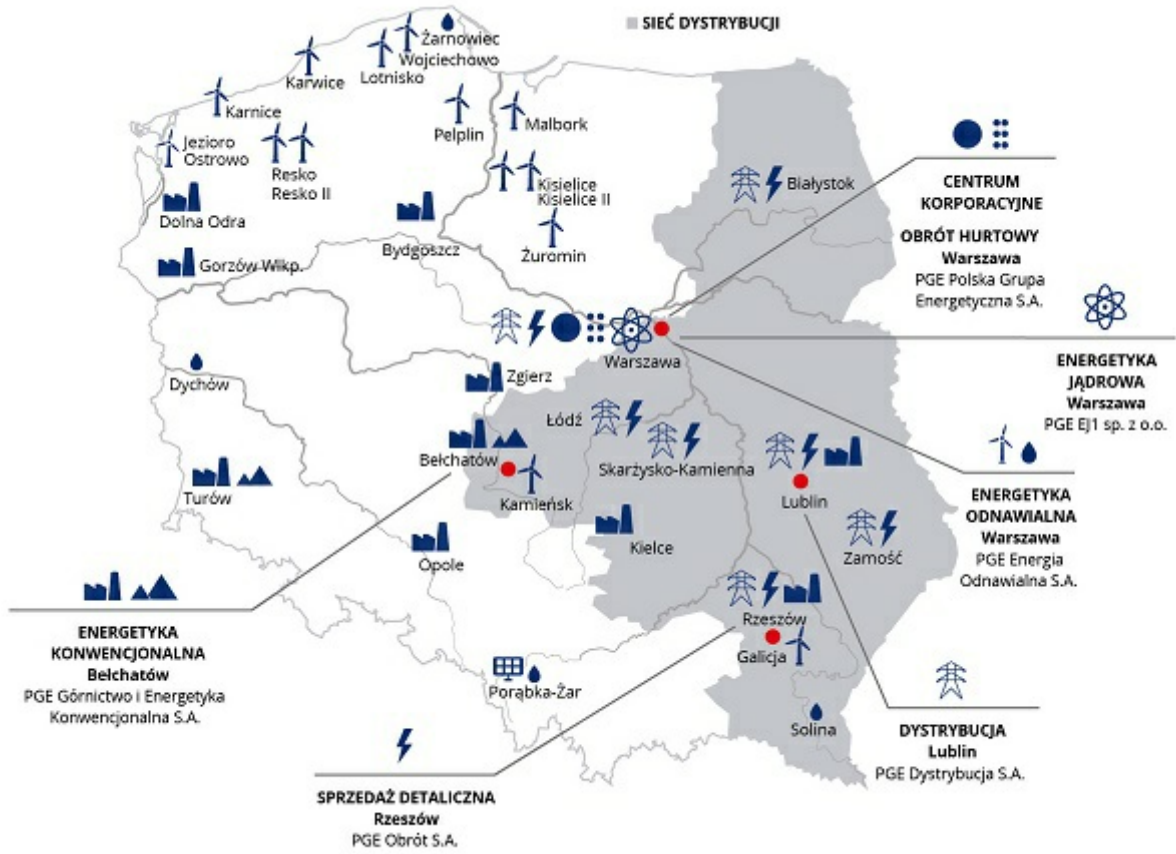 SIEĆ DYSTRYBUCJI
Żarnowiec
Wojciechowo
Lotnisko
Karwice
Karnice
Pelplin
Malbork
Jezioro
Ostrowo
Resko
Resko II
Kisielice
Kisielice II
Białystok
Dolna Odra
Bydgoszcz
Żuromin
Gorzów Wlkp.
CENTRUM
KORPORACYJNE
OBRÓT HURTOWY
Warszawa
PGE Polska Grupa
Energetyczna S.A.
Warszawa
ENERGETYKA
JĄDROWA
Warszawa
PGE EJ1 sp. z o.o.
Dychów
Zgierz
Łódź
Bełchatów
Skarżysko-Kamienna
Turów
Kamieńsk
Lublin
ENERGETYKA
ODNAWIALNA
Warszawa
PGE Energia
Odnawialna S.A.
Opole
Kielce
Zamość
ENERGETYKA
KONWENCJONALNA
Bełchatów
PGE Górnictwo i Energetyka
Konwencjonalna S.A.
Rzeszów
Galicja
Porąbka-Żar
Solina
DYSTRYBUCJA
Lublin
PGE Dystrybucja S.A.
SPRZEDAŻ DETALICZNA
Rzeszów
PGE Obrót S.A.